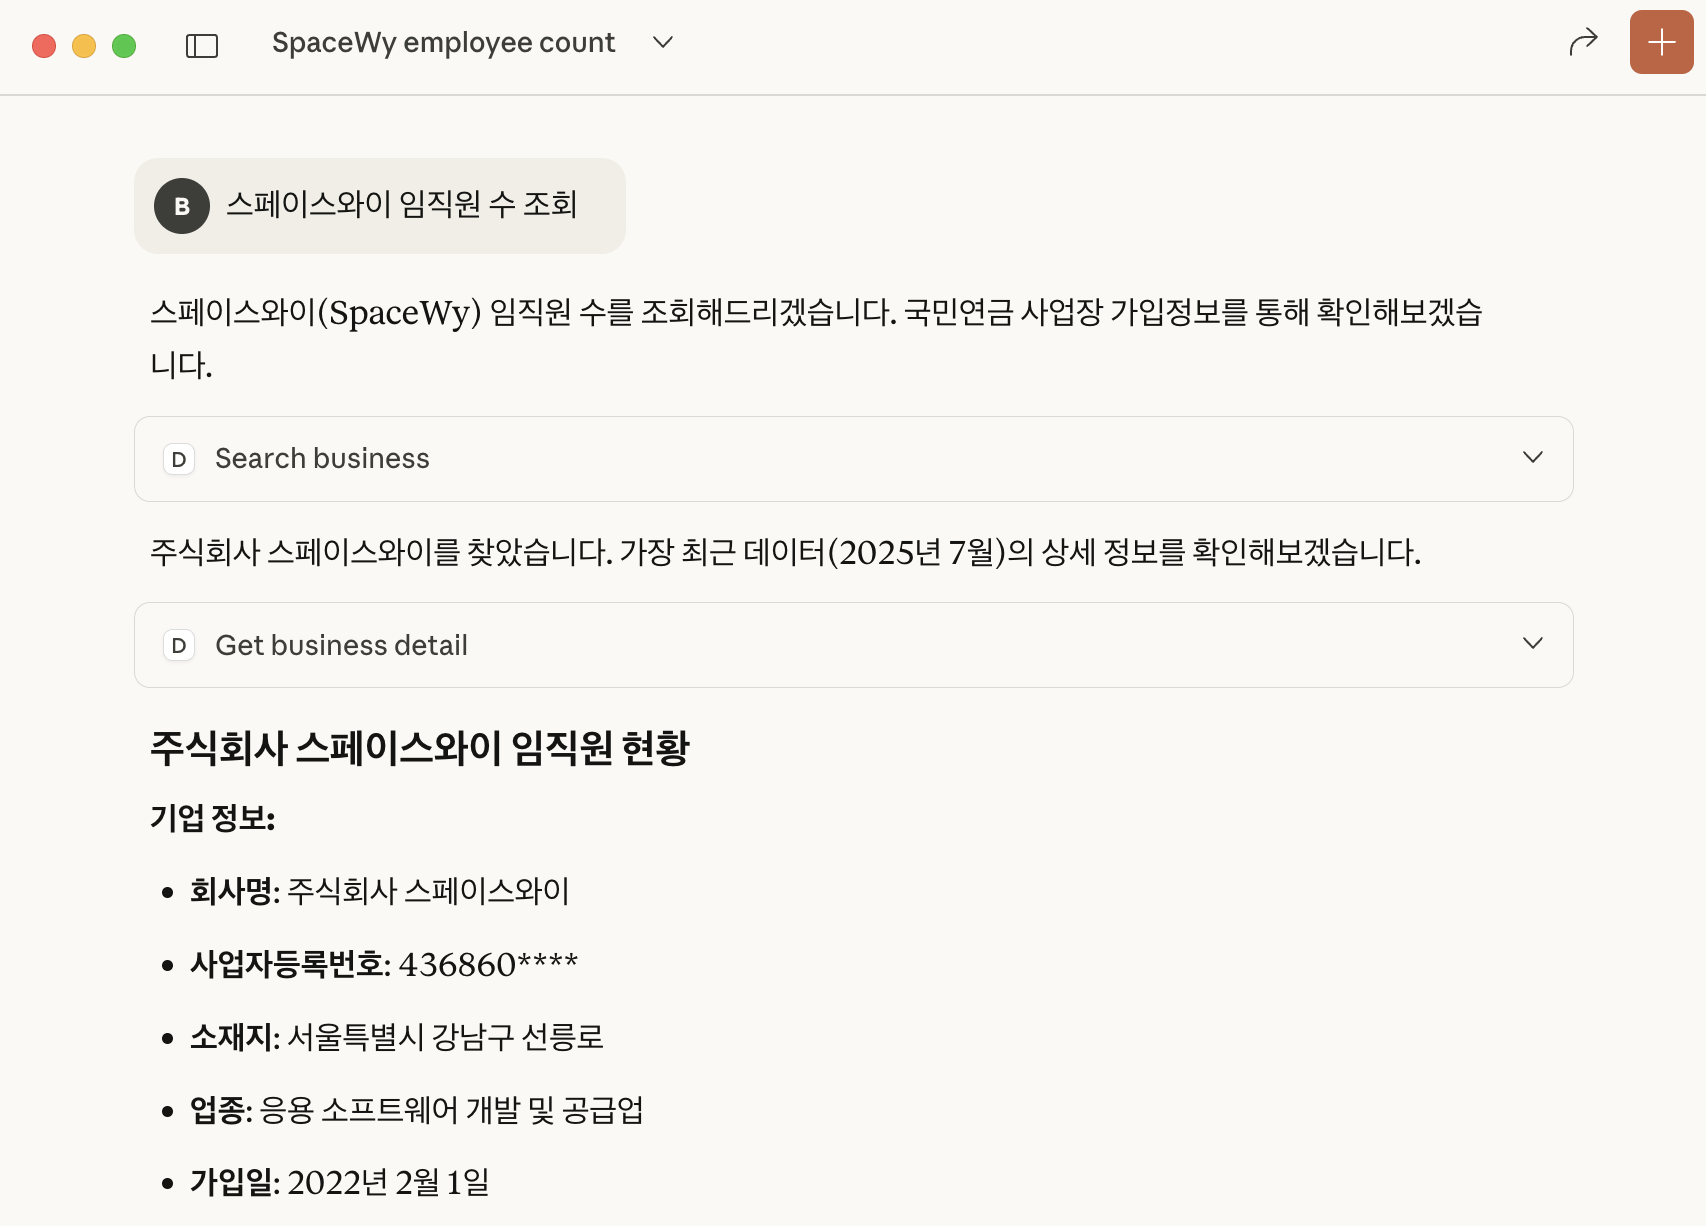 SpaceWy employee count
B 스페이스와이 임직원 수 조회
스페이스와이(SpaceWy) 임직원 수를 조회해드리겠습니다. 국민연금 사업장 가입정보를 통해 확인해보겠습
니다.
D Search business
주식회사 스페이스와이를 찾았습니다. 가장 최근 데이터(2025년 7월)의 상세 정보를 확인해보겠습니다.
D Get business detail
주식회사 스페이스와이 임직원 현황
기업 정보:
• 회사명: 주식회사 스페이스와이
• 사업자등록번호: 436860****
• 소재지: 서울특별시 강남구 선릉로
• 업종: 응용 소프트웨어 개발 및 공급업
• 가입일: 2022년 2월 1일